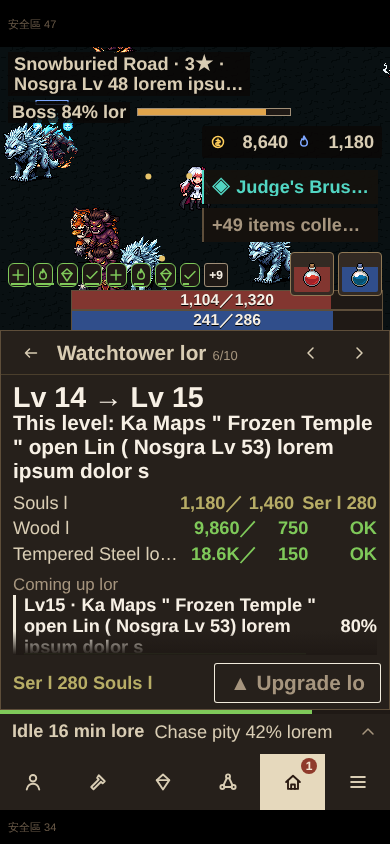 安全區 47
Snowburied Road · 3★ ·
Nosgra Lv 48 lorem ipsu…
Boss 84% lor
8,640 1,180
Judge's Brus…
+49 items colle…
+9
1,104／1,320
241／286
← Watchtower lor 6/10
Lv 14 → Lv 15
This level: Ka Maps " Frozen Temple
" open Lin ( Nosgra Lv 53) lorem
ipsum dolor s
Souls l 1,180／ 1,460 Ser l 280
Wood l 9,860／ 750 OK
Tempered Steel lo… 18.6K／ 150 OK
Coming up lor
Lv15 · Ka Maps " Frozen Temple "
open Lin ( Nosgra Lv 53) lorem 80%
ipsum dolor s
Ser l 280 Souls l ▲ Upgrade lo
Idle 16 min lore Chase pity 42% lorem
1
安全區 34